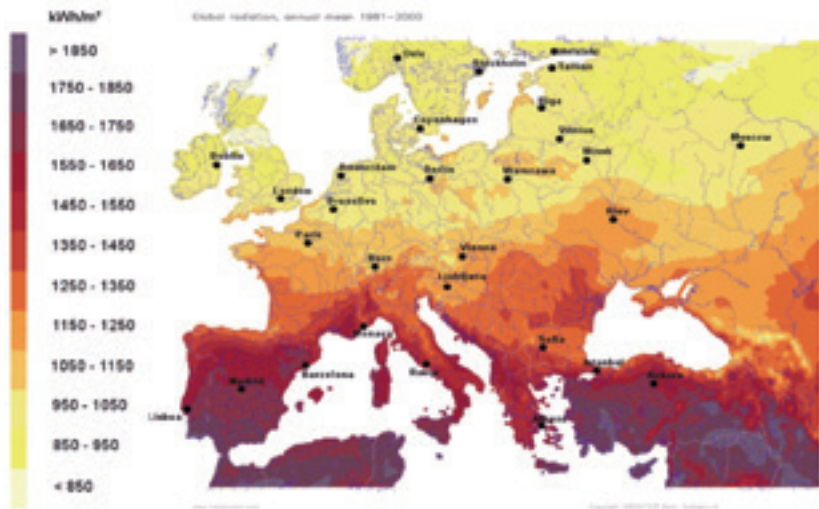 kWh/m²
Global radiation, annual mean 1981-2000
> 1850
1750 - 1850
1650 - 1750
1550 - 1650
1450 - 1550
1350 - 1450
1250 - 1350
1150 - 1250
1050 - 1150
950 - 1050
850 - 950
< 850
Oslo
Helsinki
Stockholm
Tallinn
Riga
Copenhagen
Vilnius
Moscow
Minsk
Dublin
Amsterdam
Berlin
Warszawa
London
Bruxelles
Kiev
Paris
Vienna
Bern
Ljubljana
Monaco
Sofia
Barcelona
Roma
Istanbul
Ankara
Madrid
Lisboa